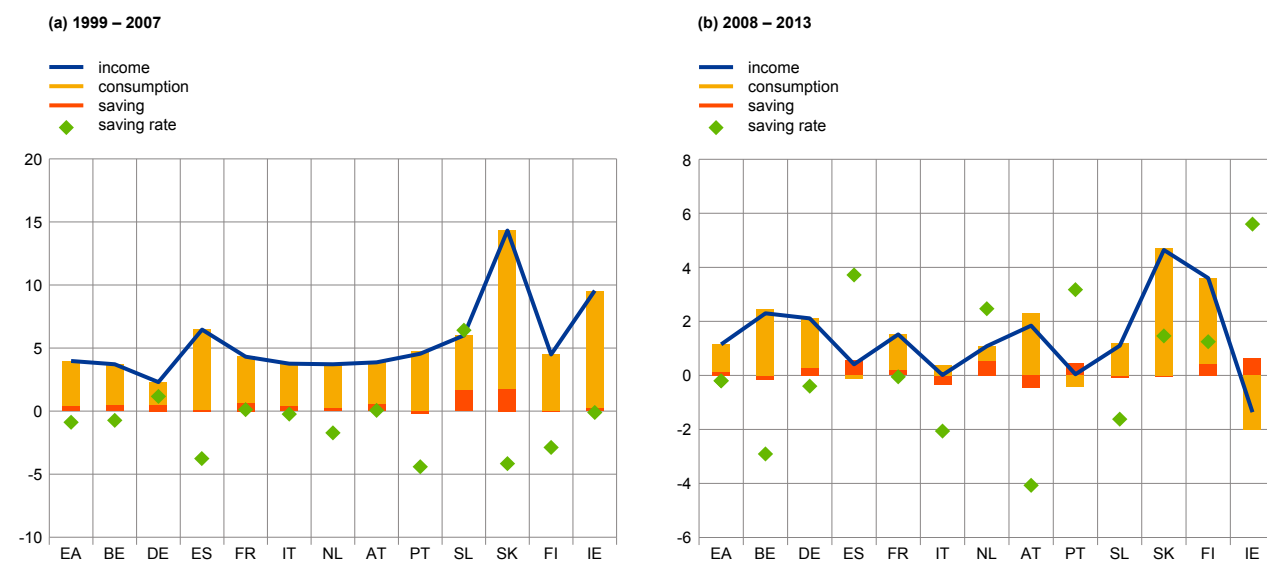 (a) 1999 – 2007
income
consumption
saving
saving rate
20
15
10
5
0
-5
-10
EA BE DE ES FR IT NL AT PT SL SK FI IE
(b) 2008 – 2013
income
consumption
saving
saving rate
8
6
4
2
0
-2
-4
-6
EA BE DE ES FR IT NL AT PT SL SK FI IE